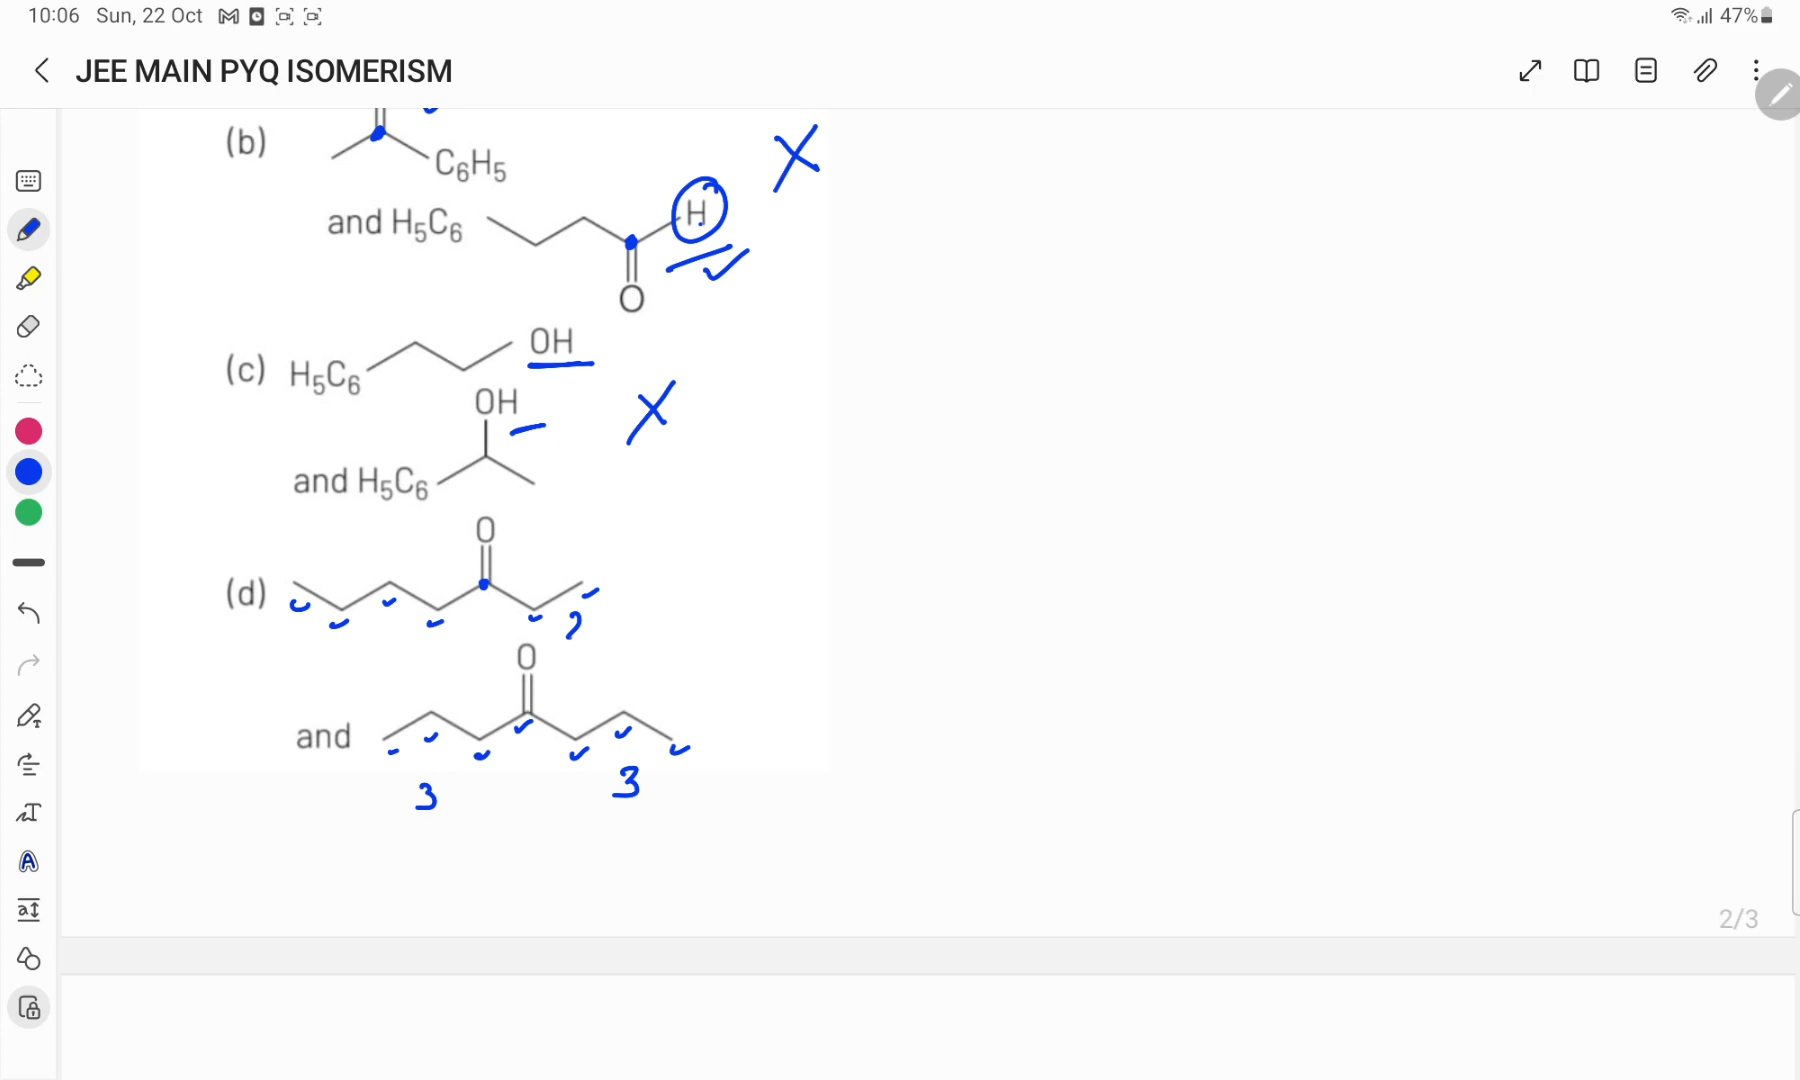 10:06 Sun, 22 Oct
47%
JEE MAIN PYQ ISOMERISM
(b)
C₆H₅
and H₅C₆
H
O
(c) H₅C₆
OH
OH
and H₅C₆
O
(d)
2
O
and
3
3
2/3